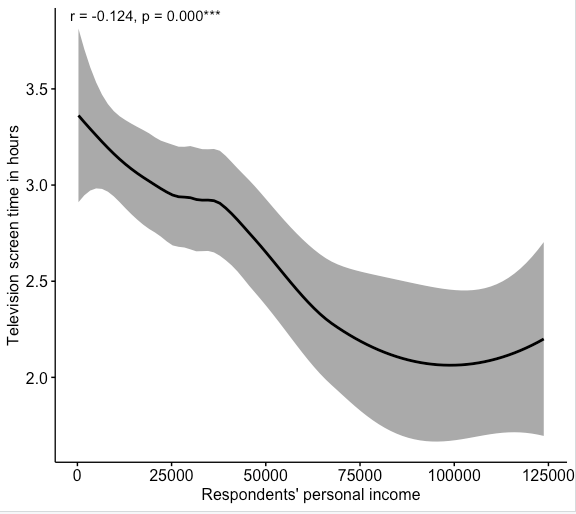 r = -0.124, p = 0.000***
Television screen time in hours
3.5
3.0
2.5
2.0
0 25000 50000 75000 100000 125000
Respondents' personal income